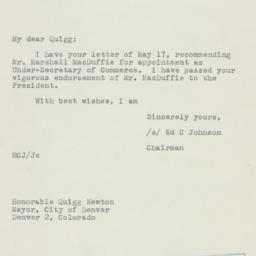 My dear Quigg:
I have your letter of May 17, recommending
Mr. Marshall MacDuffie for appointment as
Under-Secretary of Commerce. I have passed your
vigorous endorsement of Mr. MacDuffie to the
President.
With best wishes, I am
Sincerely yours,
/s/ Ed C Johnson
Chairman
ECJ/Jc
Honorable Quigg Newton
Mayor, City of Denver
Denver 2, Colorado